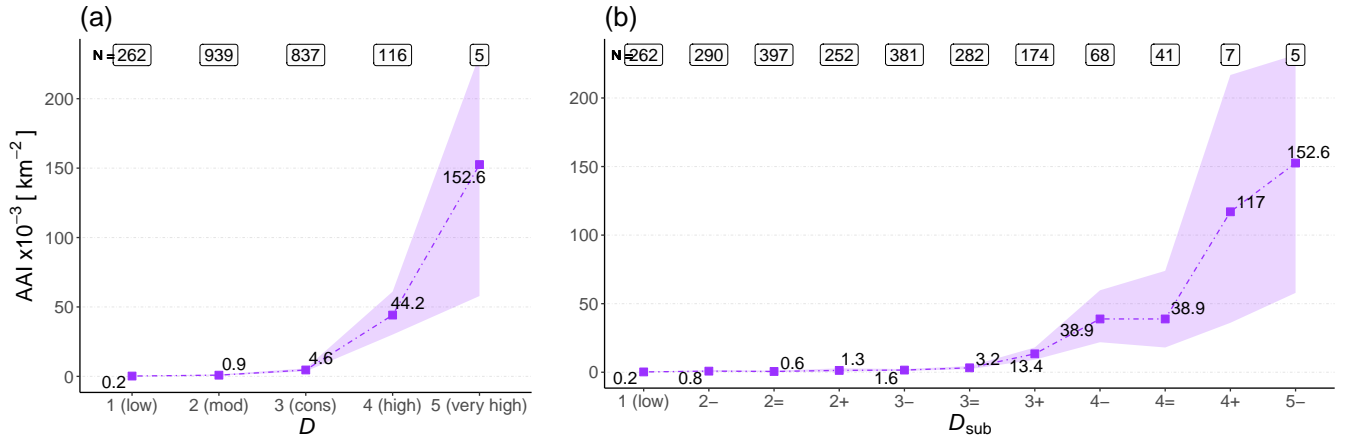 (a)
N = 262 939 837 116 5
AAI x10⁻³ [ km⁻² ]
200
150
100
50
0
0.2 0.9 4.6 44.2 152.6
1 (low) 2 (mod) 3 (cons) 4 (high) 5 (very high)
D
(b)
N = 262 290 397 252 381 282 174 68 41 7 5
200
150
100
50
0
0.2 0.8 0.6 1.3 1.6 3.2 13.4 38.9 38.9 117 152.6
1 (low) 2− 2= 2+ 3− 3= 3+ 4− 4= 4+ 5−
D_sub